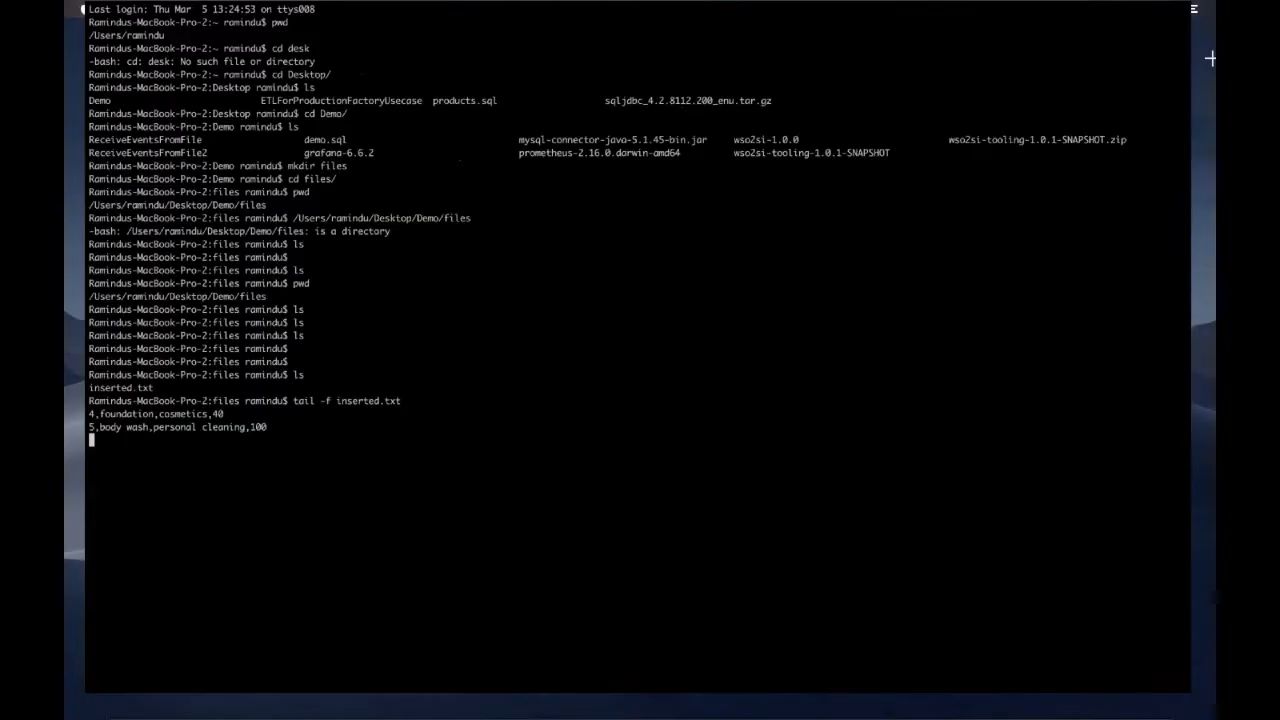 Last login: Thu Mar  5 13:24:53 on ttys008
Ramindus-MacBook-Pro-2:~ ramindu$ pwd
/Users/ramindu
Ramindus-MacBook-Pro-2:~ ramindu$ cd desk
-bash: cd: desk: No such file or directory
Ramindus-MacBook-Pro-2:~ ramindu$ cd Desktop/
Ramindus-MacBook-Pro-2:Desktop ramindu$ ls
Demo ETLForProductionFactoryUsecase products.sql sqljdbc_4.2.8112.200_enu.tar.gz
Ramindus-MacBook-Pro-2:Desktop ramindu$ cd Demo/
Ramindus-MacBook-Pro-2:Demo ramindu$ ls
ReceiveEventsFromFile demo.sql mysql-connector-java-5.1.45-bin.jar wso2si-1.0.0 wso2si-tooling-1.0.1-SNAPSHOT.zip
ReceiveEventsFromFile2 grafana-6.6.2 prometheus-2.16.0.darwin-amd64 wso2si-tooling-1.0.1-SNAPSHOT
Ramindus-MacBook-Pro-2:Demo ramindu$ mkdir files
Ramindus-MacBook-Pro-2:Demo ramindu$ cd files/
Ramindus-MacBook-Pro-2:files ramindu$ pwd
/Users/ramindu/Desktop/Demo/files
Ramindus-MacBook-Pro-2:files ramindu$ /Users/ramindu/Desktop/Demo/files
-bash: /Users/ramindu/Desktop/Demo/files: is a directory
Ramindus-MacBook-Pro-2:files ramindu$ ls
Ramindus-MacBook-Pro-2:files ramindu$
Ramindus-MacBook-Pro-2:files ramindu$ ls
Ramindus-MacBook-Pro-2:files ramindu$ pwd
/Users/ramindu/Desktop/Demo/files
Ramindus-MacBook-Pro-2:files ramindu$ ls
Ramindus-MacBook-Pro-2:files ramindu$ ls
Ramindus-MacBook-Pro-2:files ramindu$ ls
Ramindus-MacBook-Pro-2:files ramindu$
Ramindus-MacBook-Pro-2:files ramindu$
Ramindus-MacBook-Pro-2:files ramindu$ ls
inserted.txt
Ramindus-MacBook-Pro-2:files ramindu$ tail -f inserted.txt
4,foundation,cosmetics,40
5,body wash,personal cleaning,100